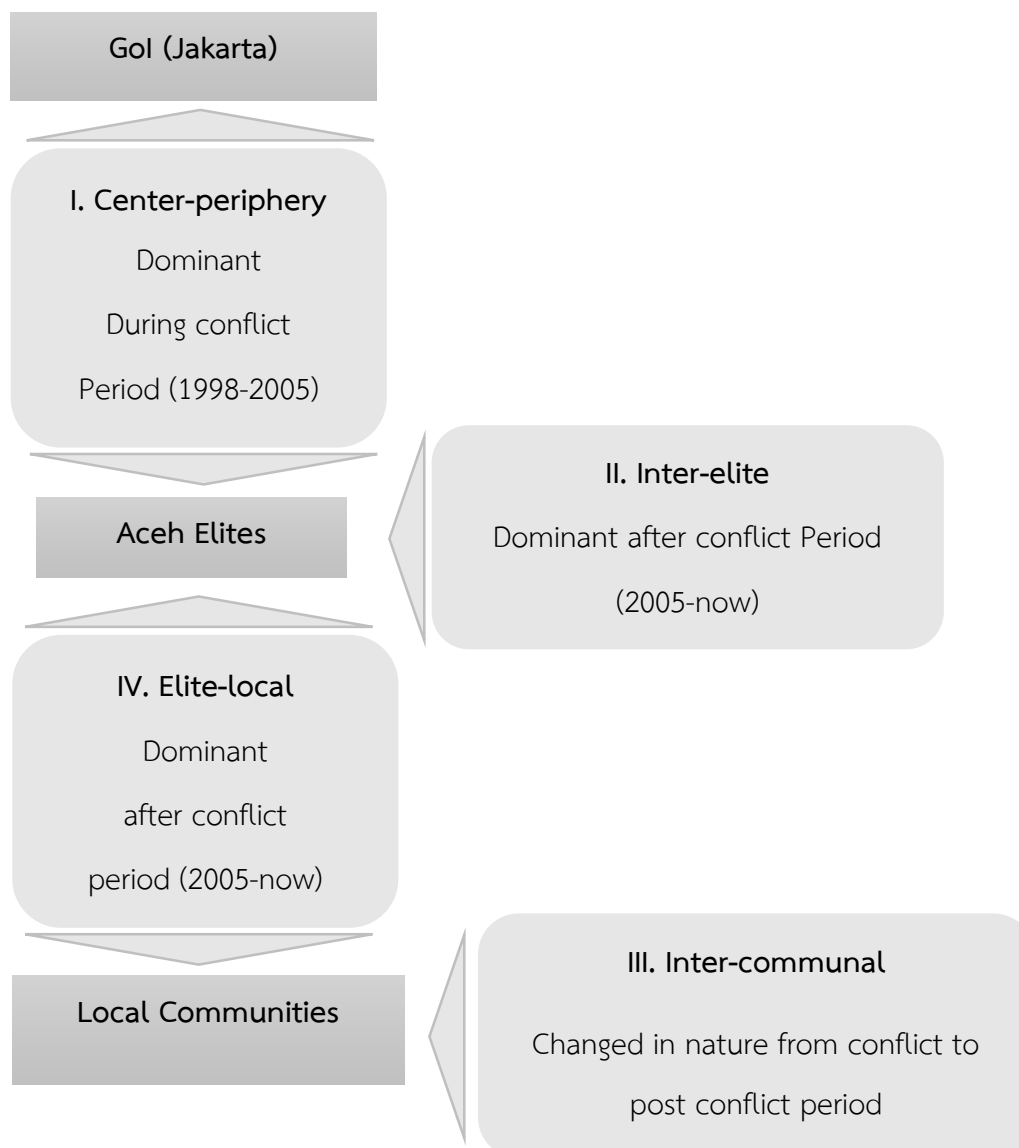 GoI (Jakarta)
I. Center-periphery
Dominant
During conflict
Period (1998-2005)
II. Inter-elite
Dominant after conflict Period
(2005-now)
Aceh Elites
IV. Elite-local
Dominant
after conflict
period (2005-now)
III. Inter-communal
Changed in nature from conflict to
post conflict period
Local Communities